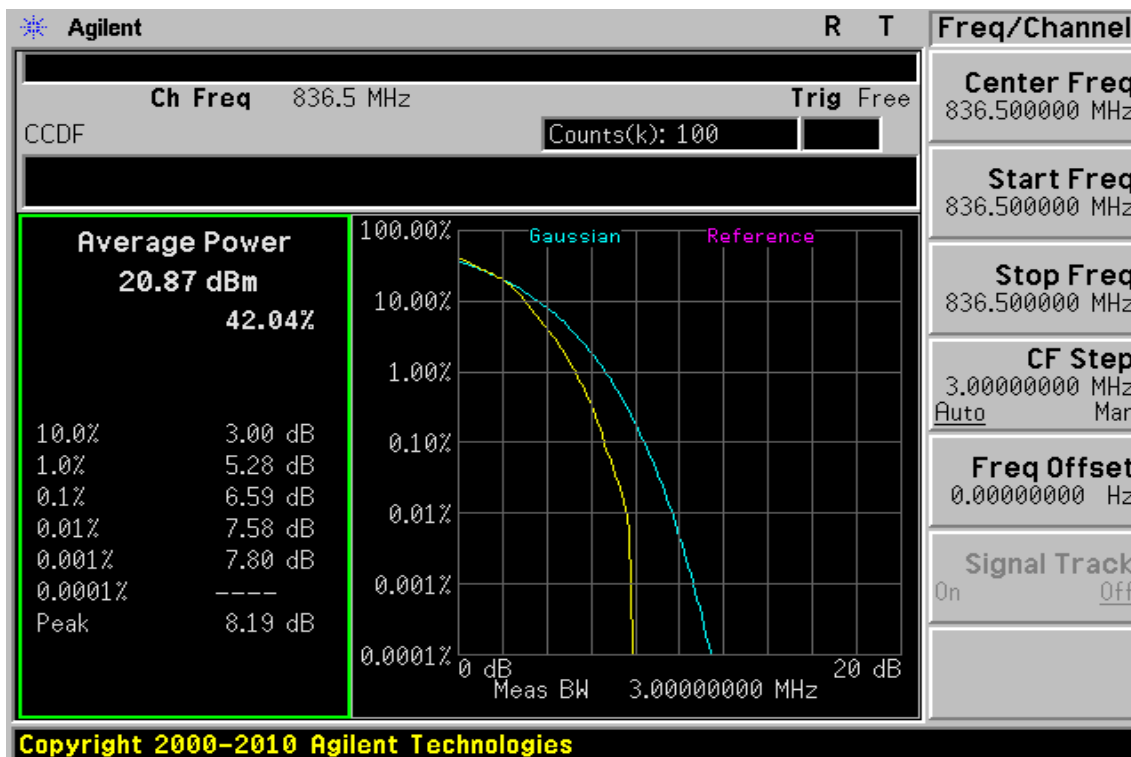 Agilent R T
Ch Freq 836.5 MHz Trig Free
CCDF Counts(k): 100
Average Power
20.87 dBm
42.04%
10.0% 3.00 dB
1.0% 5.28 dB
0.1% 6.59 dB
0.01% 7.58 dB
0.001% 7.80 dB
0.0001% ----
Peak 8.19 dB
Gaussian Reference
100.00%
10.00%
1.00%
0.10%
0.01%
0.001%
0.0001%
0 dB 20 dB
Meas BW 3.00000000 MHz
Freq/Channel
Center Freq
836.500000 MHz
Start Freq
836.500000 MHz
Stop Freq
836.500000 MHz
CF Step
3.00000000 MHz
Auto Man
Freq Offset
0.00000000 Hz
Signal Track
On Off
Copyright 2000-2010 Agilent Technologies